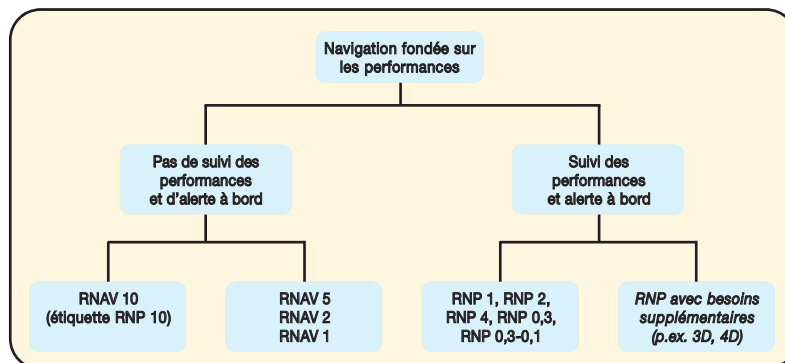 Navigation fondée sur
les performances
Pas de suivi des
performances
et d'alerte à bord
Suivi des
performances
et alerte à bord
RNAV 10
(étiquette RNP 10)
RNAV 5
RNAV 2
RNAV 1
RNP 1, RNP 2,
RNP 4, RNP 0,3,
RNP 0,3-0,1
RNP avec besoins
supplémentaires
(p.ex. 3D, 4D)